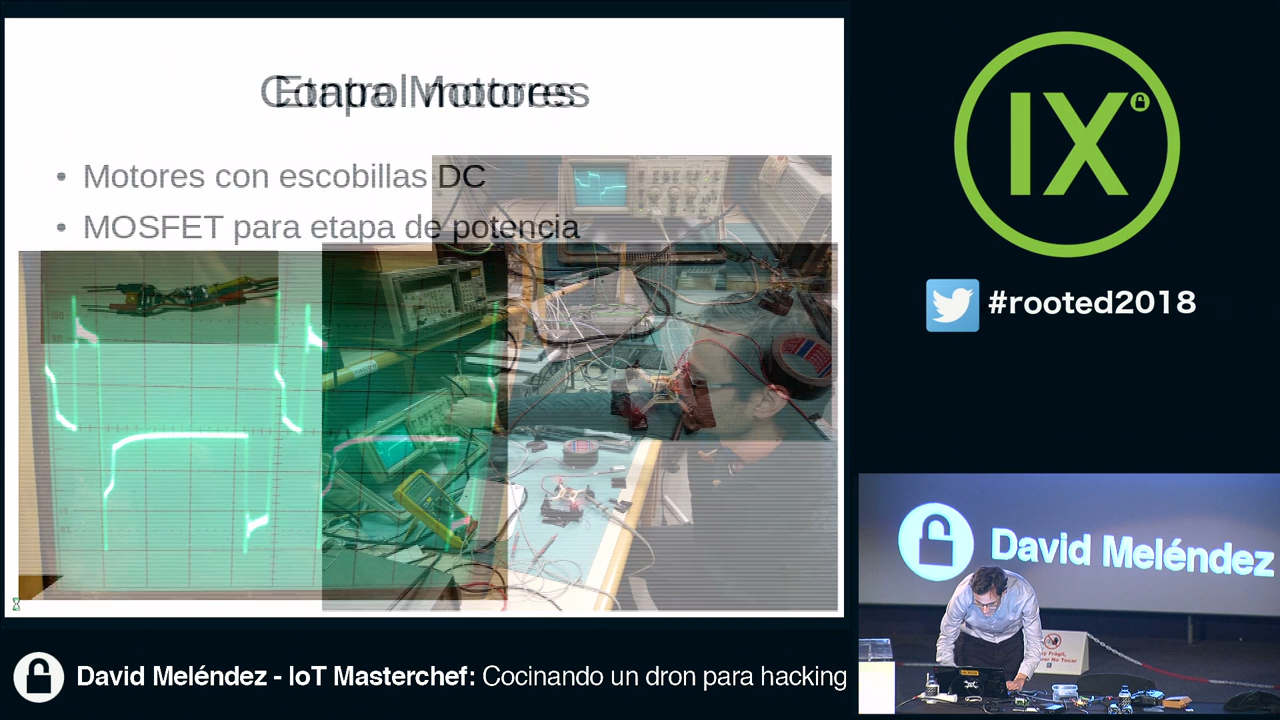 Control Motores
Etapa motores
• Motores con escobillas DC
• MOSFET para etapa de potencia
IX
#rooted2018
David Meléndez
David Meléndez - IoT Masterchef: Cocinando un dron para hacking